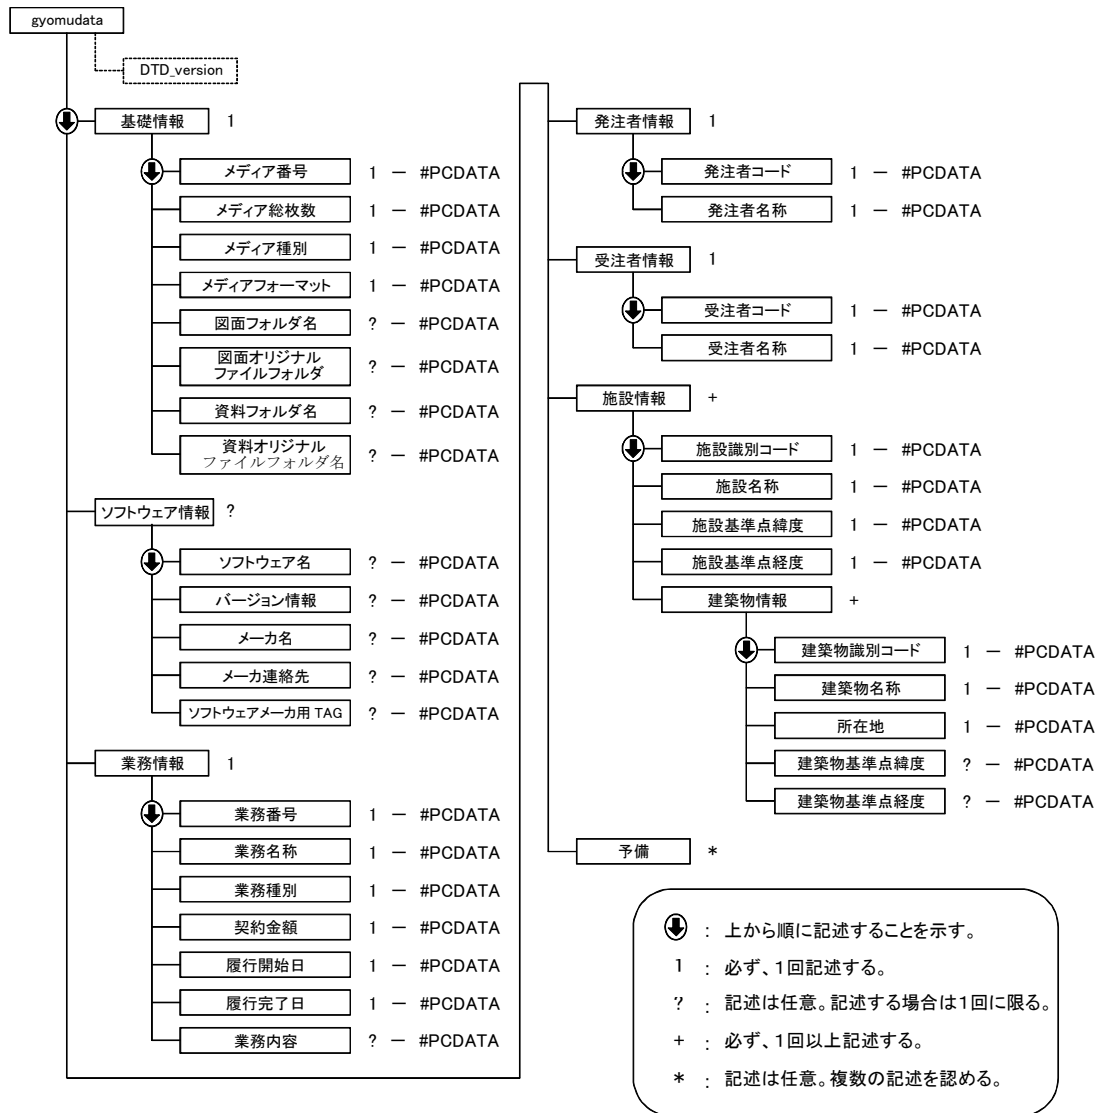 gyomudata
DTD_version
基礎情報 1
メディア番号 1 － #PCDATA
メディア総枚数 1 － #PCDATA
メディア種別 1 － #PCDATA
メディアフォーマット 1 － #PCDATA
図面フォルダ名 ? － #PCDATA
図面オリジナル
ファイルフォルダ ? － #PCDATA
資料フォルダ名 ? － #PCDATA
資料オリジナル
ファイルフォルダ名 ? － #PCDATA
ソフトウェア情報 ?
ソフトウェア名 ? － #PCDATA
バージョン情報 ? － #PCDATA
メーカ名 ? － #PCDATA
メーカ連絡先 ? － #PCDATA
ソフトウェアメーカ用 TAG ? － #PCDATA
業務情報 1
業務番号 1 － #PCDATA
業務名称 1 － #PCDATA
業務種別 1 － #PCDATA
契約金額 1 － #PCDATA
履行開始日 1 － #PCDATA
履行完了日 1 － #PCDATA
業務内容 ? － #PCDATA
発注者情報 1
発注者コード 1 － #PCDATA
発注者名称 1 － #PCDATA
受注者情報 1
受注者コード 1 － #PCDATA
受注者名称 1 － #PCDATA
施設情報 +
施設識別コード 1 － #PCDATA
施設名称 1 － #PCDATA
施設基準点緯度 1 － #PCDATA
施設基準点経度 1 － #PCDATA
建築物情報 +
建築物識別コード 1 － #PCDATA
建築物名称 1 － #PCDATA
所在地 1 － #PCDATA
建築物基準点緯度 ? － #PCDATA
建築物基準点経度 ? － #PCDATA
予備 *
： 上から順に記述することを示す。
1 ： 必ず、1回記述する。
? ： 記述は任意。記述する場合は1回に限る。
+ ： 必ず、1回以上記述する。
* ： 記述は任意。複数の記述を認める。